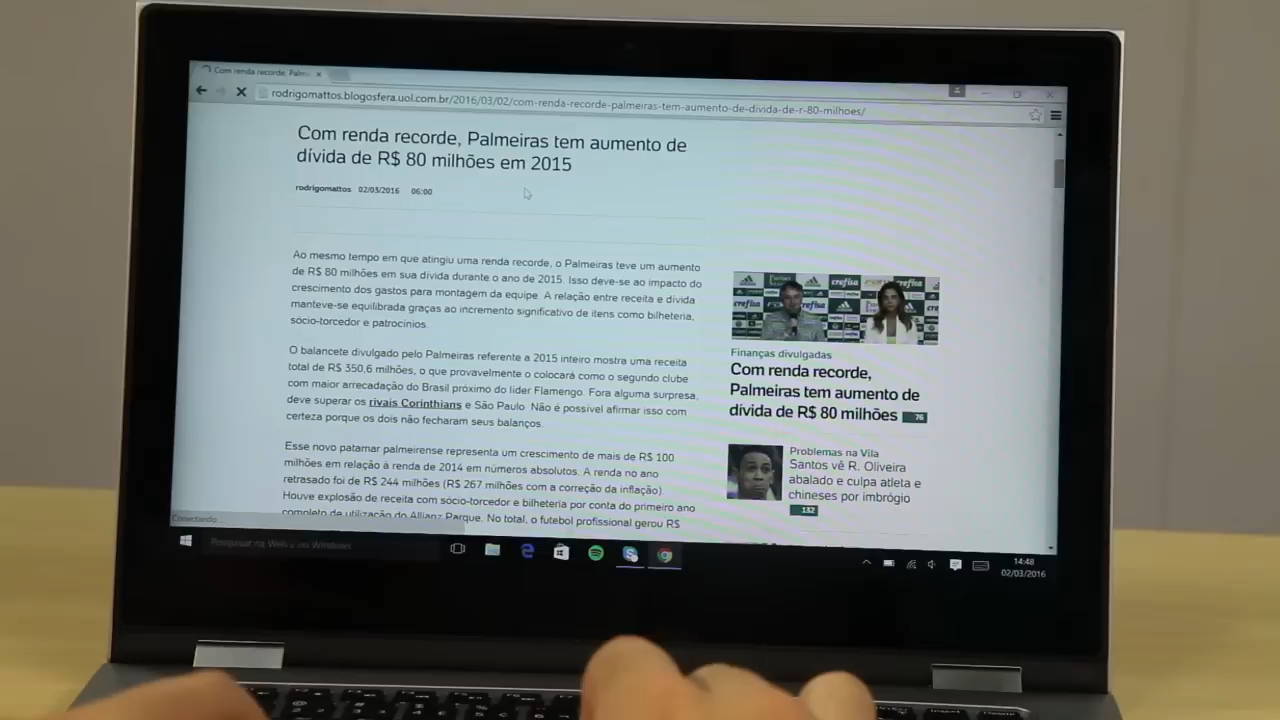 Com renda recorde, Palm
rodrigomattos.blogosfera.uol.com.br/2016/03/02/com-renda-recorde-palmeiras-tem-aumento-de-divida-de-r-80-milhoes/
Com renda recorde, Palmeiras tem aumento de
dívida de R$ 80 milhões em 2015
rodrigomattos 02/03/2016 06:00
Ao mesmo tempo em que atingiu uma renda recorde, o Palmeiras teve um aumento
de R$ 80 milhões em sua dívida durante o ano de 2015. Isso deve-se ao impacto do
crescimento dos gastos para montagem da equipe. A relação entre receita e dívida
manteve-se equilibrada graças ao incremento significativo de itens como bilheteria,
sócio-torcedor e patrocínios.
O balancete divulgado pelo Palmeiras referente a 2015 inteiro mostra uma receita
total de R$ 350,6 milhões, o que provavelmente o colocará como o segundo clube
com maior arrecadação do Brasil próximo do líder Flamengo. Fora alguma surpresa,
deve superar os rivais Corinthians e São Paulo. Não é possível afirmar isso com
certeza porque os dois não fecharam seus balanços.
Esse novo patamar palmeirense representa um crescimento de mais de R$ 100
milhões em relação à renda de 2014 em números absolutos. A renda no ano
retrasado foi de R$ 244 milhões (R$ 267 milhões com a correção da inflação).
Houve explosão de receita com sócio-torcedor e bilheteria por conta do primeiro ano
completo de utilização do Allianz Parque. No total, o futebol profissional gerou R$
crefisa
adidas
crefisa
Finanças divulgadas
Com renda recorde,
Palmeiras tem aumento de
dívida de R$ 80 milhões 76
Problemas na Vila
Santos vê R. Oliveira
abalado e culpa atleta e
chineses por imbróglio
132
Conectando...
Pesquisar na Web e no Windows
14:48
02/03/2016